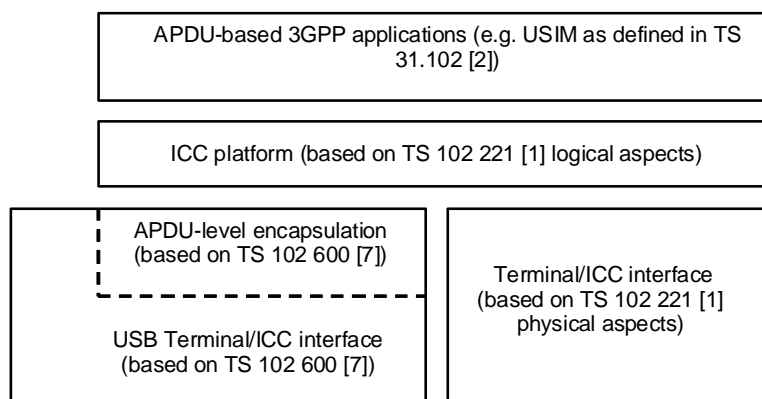 APDU-based 3GPP applications (e.g. USIM as defined in TS
31.102 [2])
ICC platform (based on TS 102 221 [1] logical aspects)
APDU-level encapsulation
(based on TS 102 600 [7])
USB Terminal/ICC interface
(based on TS 102 600 [7])
Terminal/ICC interface
(based on TS 102 221 [1]
physical aspects)